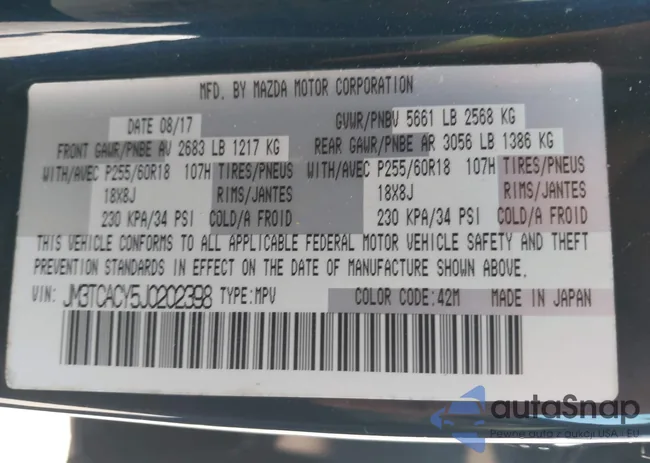 MFD. BY MAZDA MOTOR CORPORATION
DATE 08/17 GVWR/PNBV 5661 LB 2568 KG
FRONT GAWR/PNBE AV 2683 LB 1217 KG REAR GAWR/PNBE AR 3056 LB 1386 KG
WITH/AVEC P255/60R18 107H TIRES/PNEUS WITH/AVEC P255/60R18 107H TIRES/PNEUS
18X8J RIMS/JANTES 18X8J RIMS/JANTES
230 KPA/34 PSI COLD/A FROID 230 KPA/34 PSI COLD/A FROID
THIS VEHICLE CONFORMS TO ALL APPLICABLE FEDERAL MOTOR VEHICLE SAFETY AND THEFT
PREVENTION STANDARDS IN EFFECT ON THE DATE OF MANUFACTURE SHOWN ABOVE.
VIN: JM3TCACY5J0202398 TYPE:MPV COLOR CODE:42M MADE IN JAPAN
autoSnap
Pewne auto z aukcji USA - EU